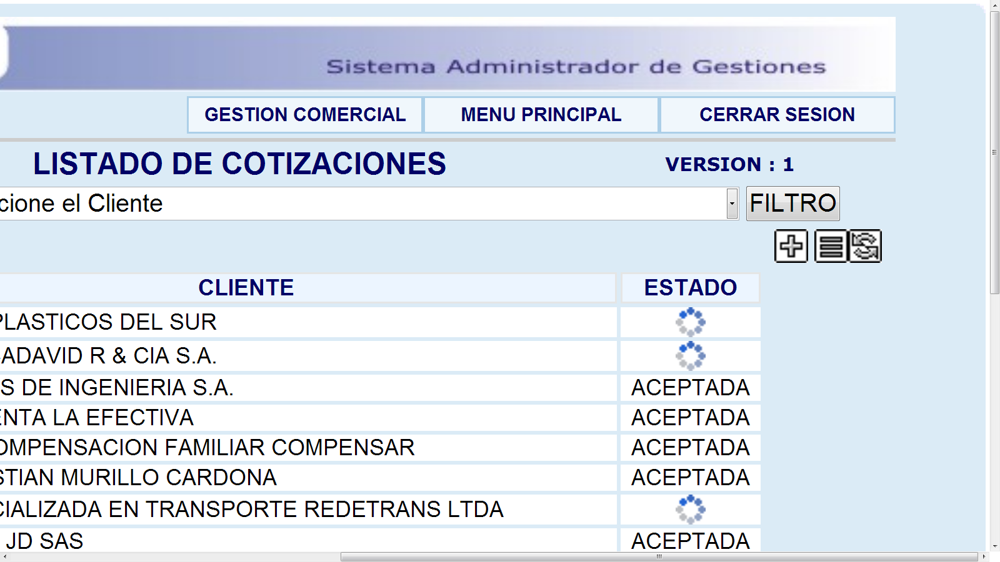 Sistema Administrador de Gestiones
GESTION COMERCIAL MENU PRINCIPAL CERRAR SESION
LISTADO DE COTIZACIONES VERSION : 1
cione el Cliente FILTRO
CLIENTE ESTADO
PLASTICOS DEL SUR
ADAVID R & CIA S.A.
S DE INGENIERIA S.A. ACEPTADA
ENTA LA EFECTIVA ACEPTADA
OMPENSACION FAMILIAR COMPENSAR ACEPTADA
STIAN MURILLO CARDONA ACEPTADA
CIALIZADA EN TRANSPORTE REDETRANS LTDA
JD SAS ACEPTADA